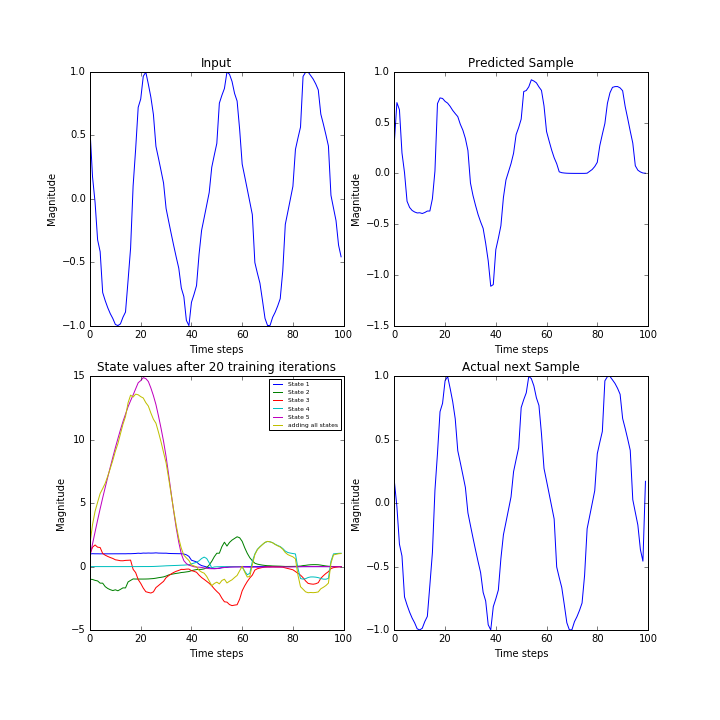 Input
Magnitude
1.0
0.5
0.0
−0.5
−1.0
0 20 40 60 80 100
Time steps
Predicted Sample
Magnitude
1.0
0.5
0.0
−0.5
−1.0
−1.5
0 20 40 60 80 100
Time steps
State values after 20 training iterations
Magnitude
15
10
5
0
−5
0 20 40 60 80 100
Time steps
State 1
State 2
State 3
State 4
State 5
adding all states
Actual next Sample
Magnitude
1.0
0.5
0.0
−0.5
−1.0
0 20 40 60 80 100
Time steps